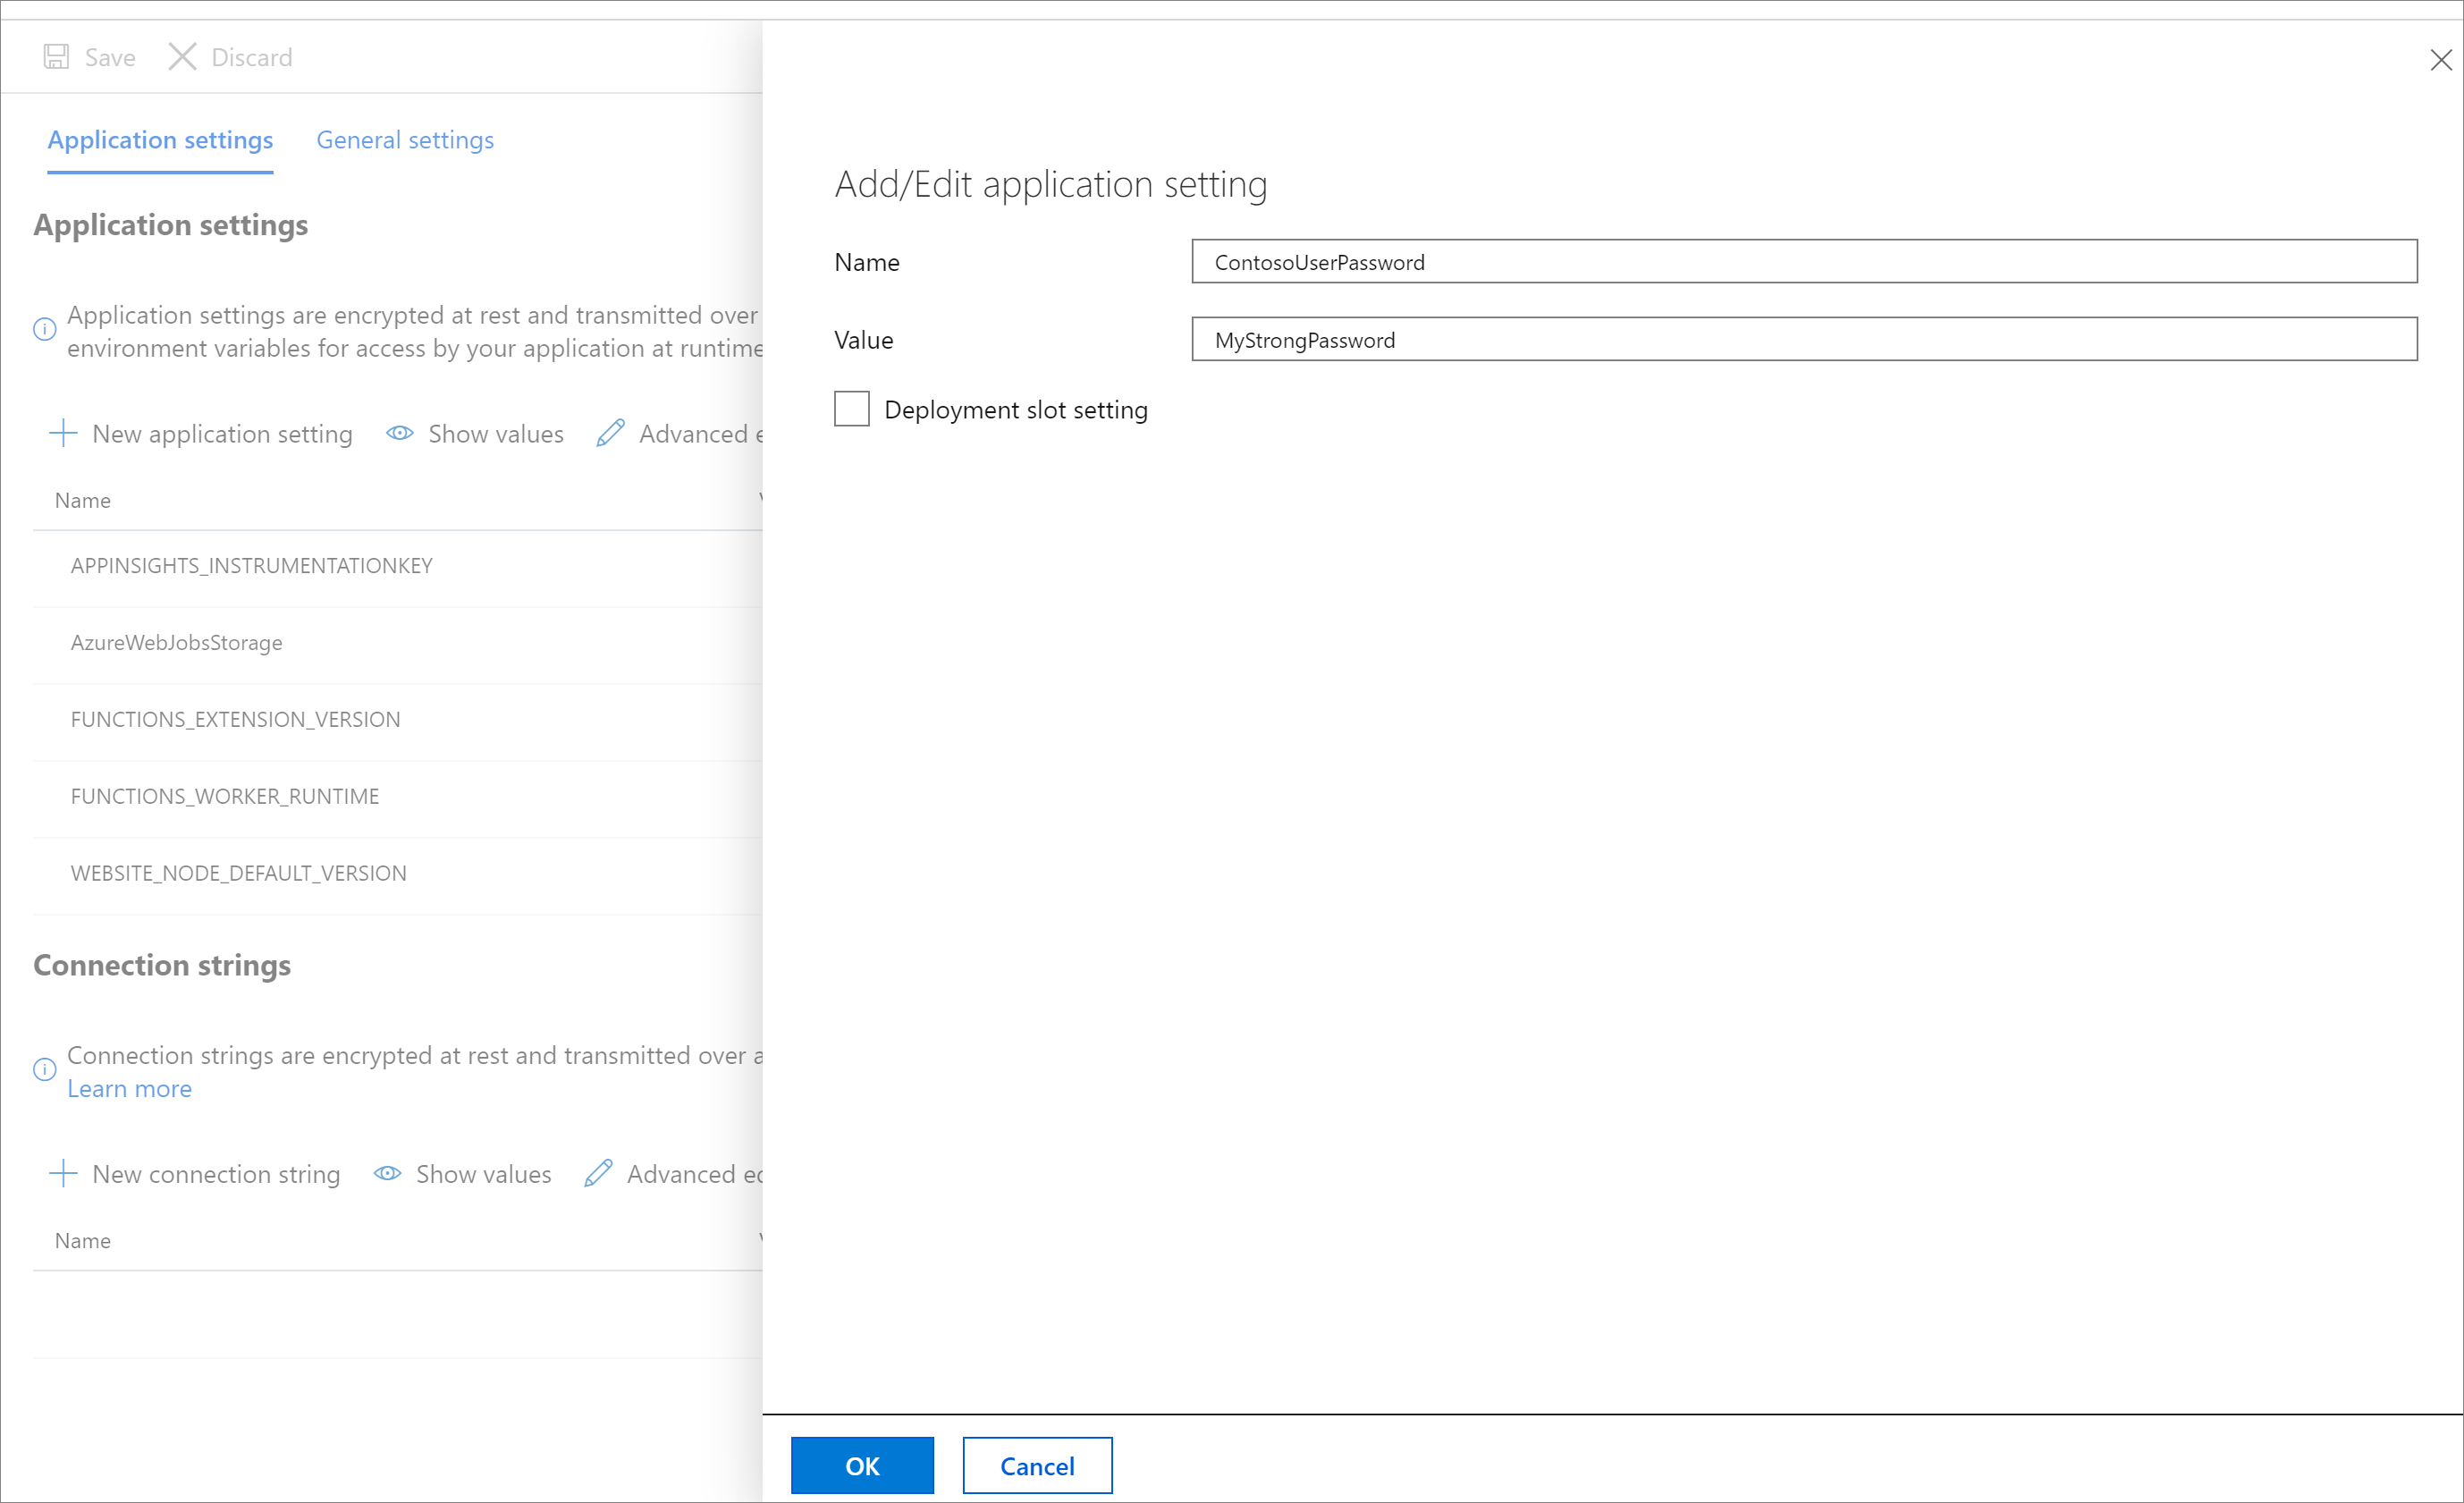 Save Discard
Application settings General settings
Application settings
Application settings are encrypted at rest and transmitted over
environment variables for access by your application at runtime
New application setting Show values Advanced
Name
APPINSIGHTS_INSTRUMENTATIONKEY
AzureWebJobsStorage
FUNCTIONS_EXTENSION_VERSION
FUNCTIONS_WORKER_RUNTIME
WEBSITE_NODE_DEFAULT_VERSION
Connection strings
Connection strings are encrypted at rest and transmitted over a
Learn more
New connection string Show values Advanced
Name
Add/Edit application setting
Name ContosoUserPassword
Value MyStrongPassword
Deployment slot setting
OK Cancel